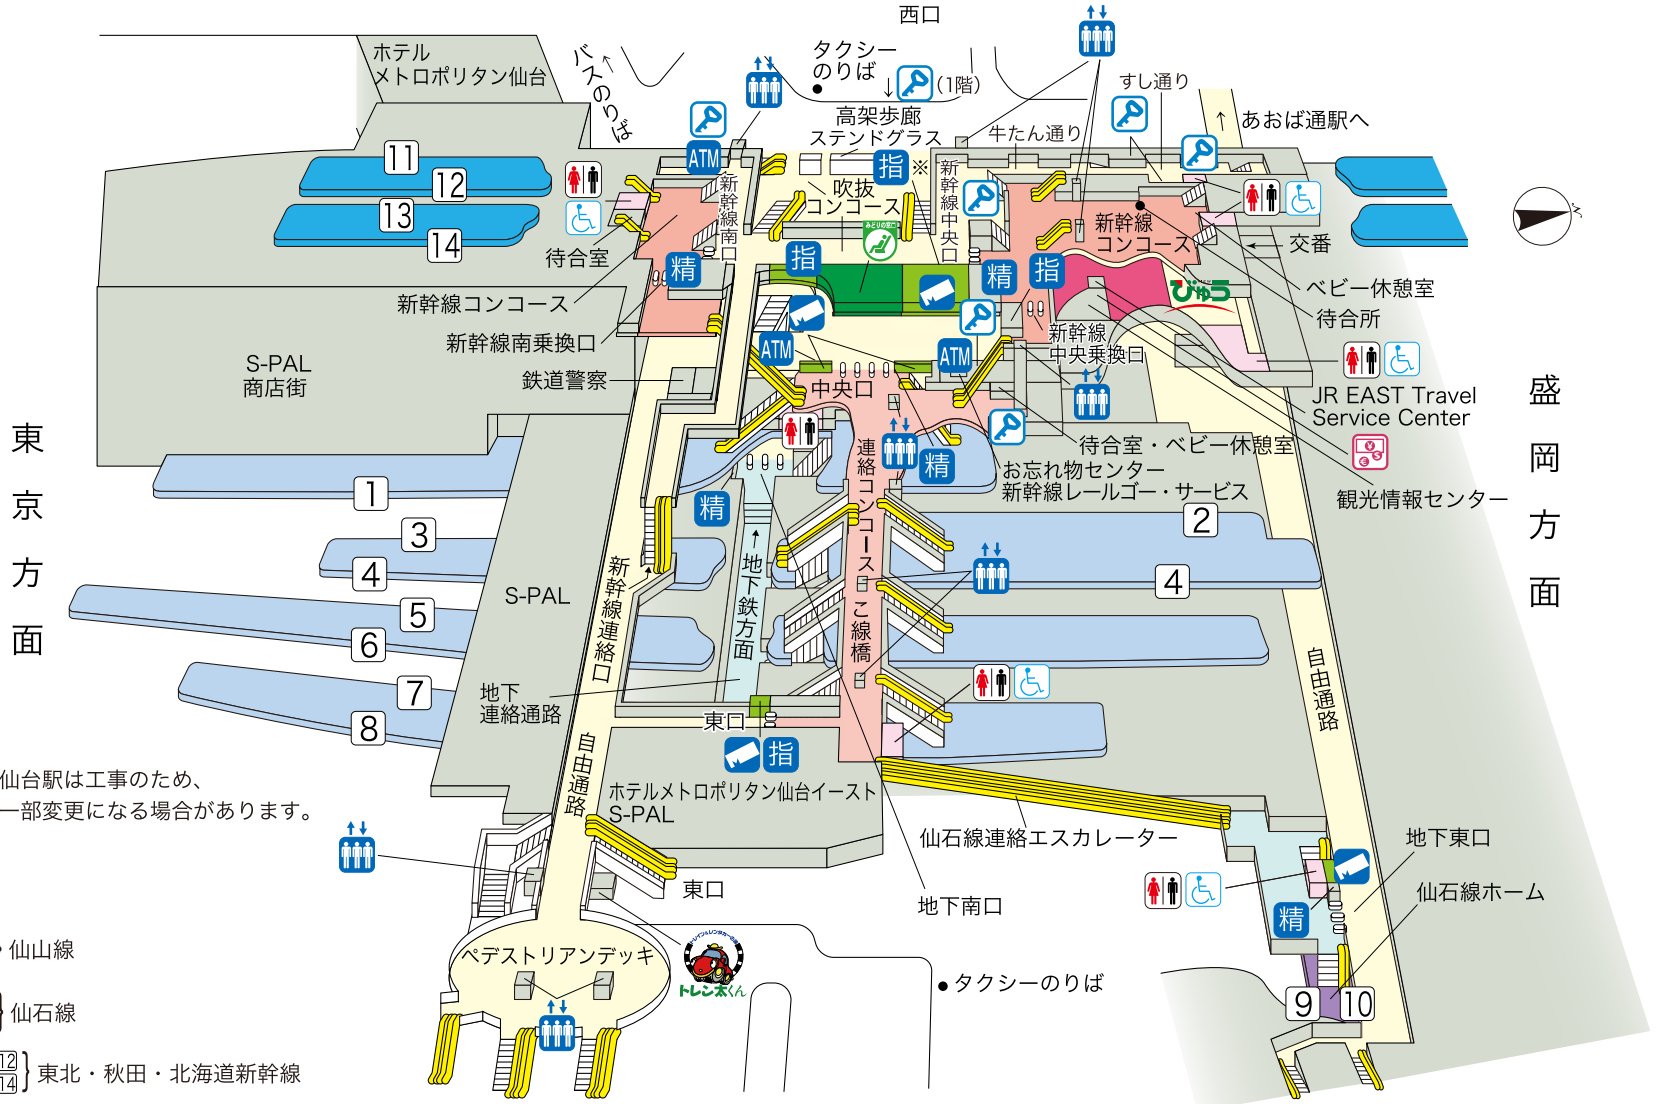 西口
ホテル
メトロポリタン仙台
バスのりば
タクシー
のりば
(1階)
高架歩廊
ステンドグラス
牛たん通り
すし通り
あおば通駅へ
指
※
ATM
11
12
13
14
新幹線南口
吹抜
コンコース
みどりの窓口
新幹線中央口
新幹線
コンコース
交番
待合室
精
指
精
指
びゅう
ベビー休憩室
待合所
新幹線コンコース
新幹線南乗換口
ATM
ATM
新幹線
中央乗換口
鉄道警察
中央口
S-PAL
商店街
JR EAST Travel
Service Center
待合室・ベビー休憩室
お忘れ物センター
新幹線レールゴー・サービス
観光情報センター
東京方面
盛岡方面
連絡コンコース
精
精
1
2
3
4
4
5
6
7
8
S-PAL
新幹線連絡口
地下鉄方面
こ線橋
自由通路
地下
連絡通路
東口
指
自由通路
ホテルメトロポリタン仙台イースト
S-PAL
仙台駅は工事のため、
一部変更になる場合があります。
仙石線連絡エスカレーター
地下東口
東口
地下南口
仙石線ホーム
精
・仙山線
ペデストリアンデッキ
トレン太くん
タクシーのりば
9
10
} 仙石線
12
14
} 東北・秋田・北海道新幹線